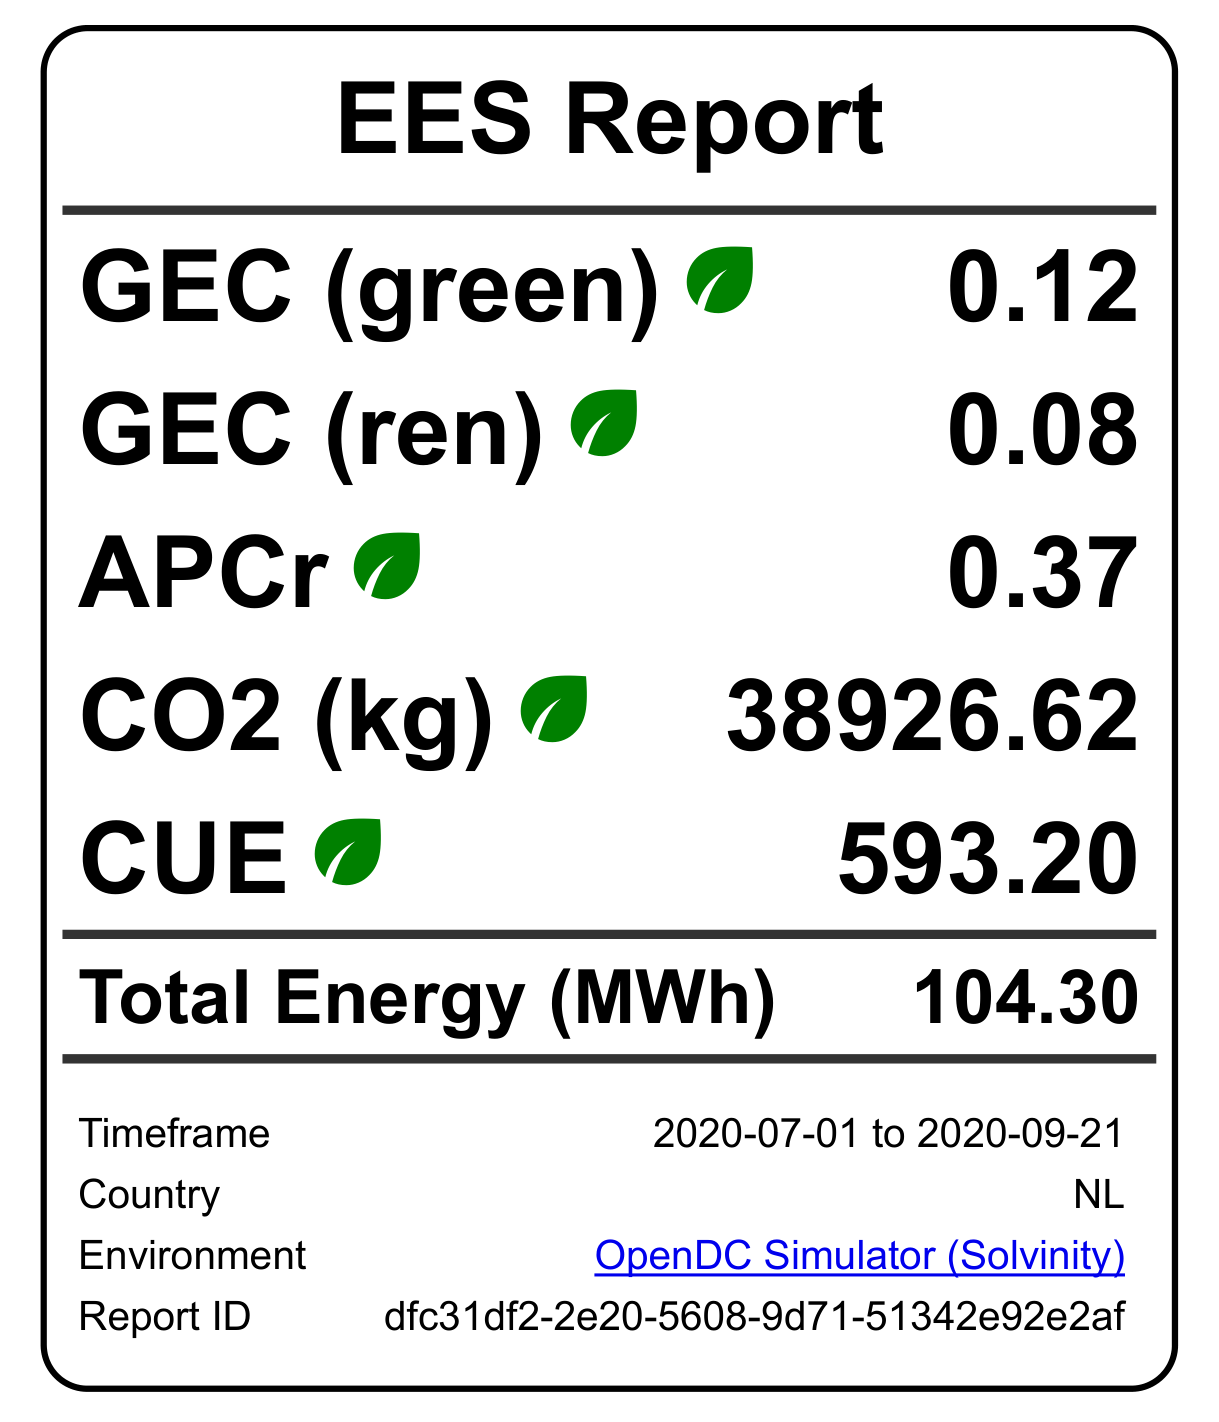 EES Report
GEC (green) 0.12
GEC (ren) 0.08
APCr 0.37
CO2 (kg) 38926.62
CUE 593.20
Total Energy (MWh) 104.30
Timeframe 2020-07-01 to 2020-09-21
Country NL
Environment OpenDC Simulator (Solvinity)
Report ID dfc31df2-2e20-5608-9d71-51342e92e2af